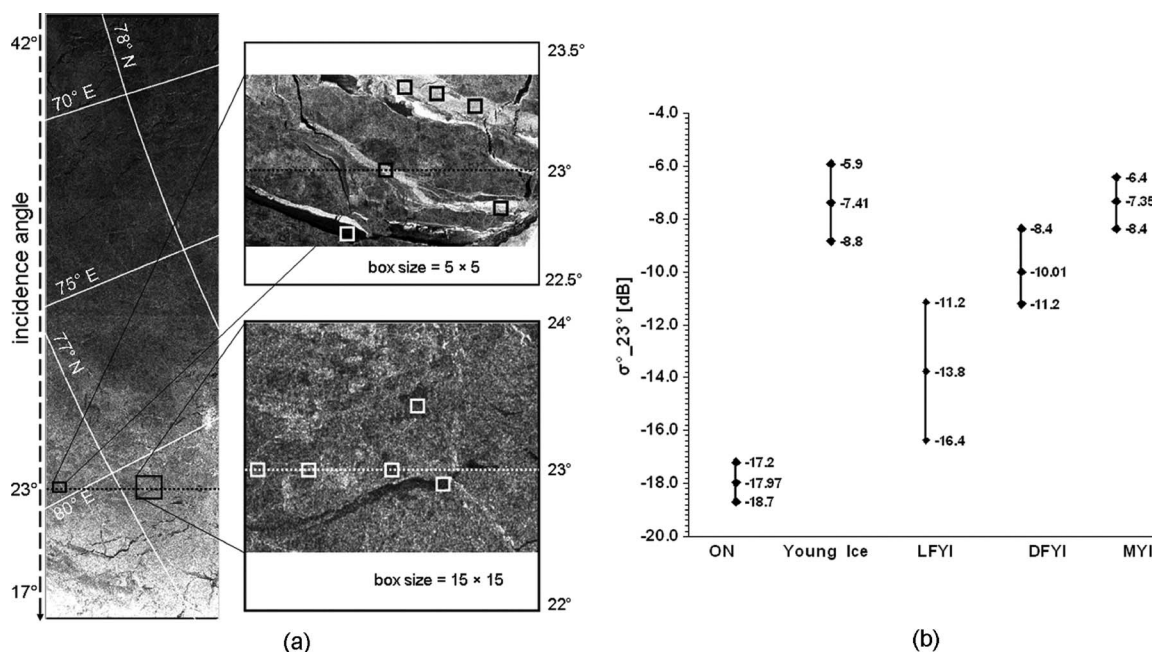 42°
78° N
70° E
75° E
77° N
23°
80° E
17°
incidence angle
23.5°
23°
box size = 5 × 5
22.5°
24°
23°
box size = 15 × 15
22°
(a)
σ°_23° [dB]
-4.0
-6.0
-8.0
-10.0
-12.0
-14.0
-16.0
-18.0
-20.0
-17.2
-17.97
-18.7
-5.9
-7.41
-8.8
-11.2
-13.8
-16.4
-8.4
-10.01
-11.2
-6.4
-7.35
-8.4
ON Young Ice LFYI DFYI MYI
(b)